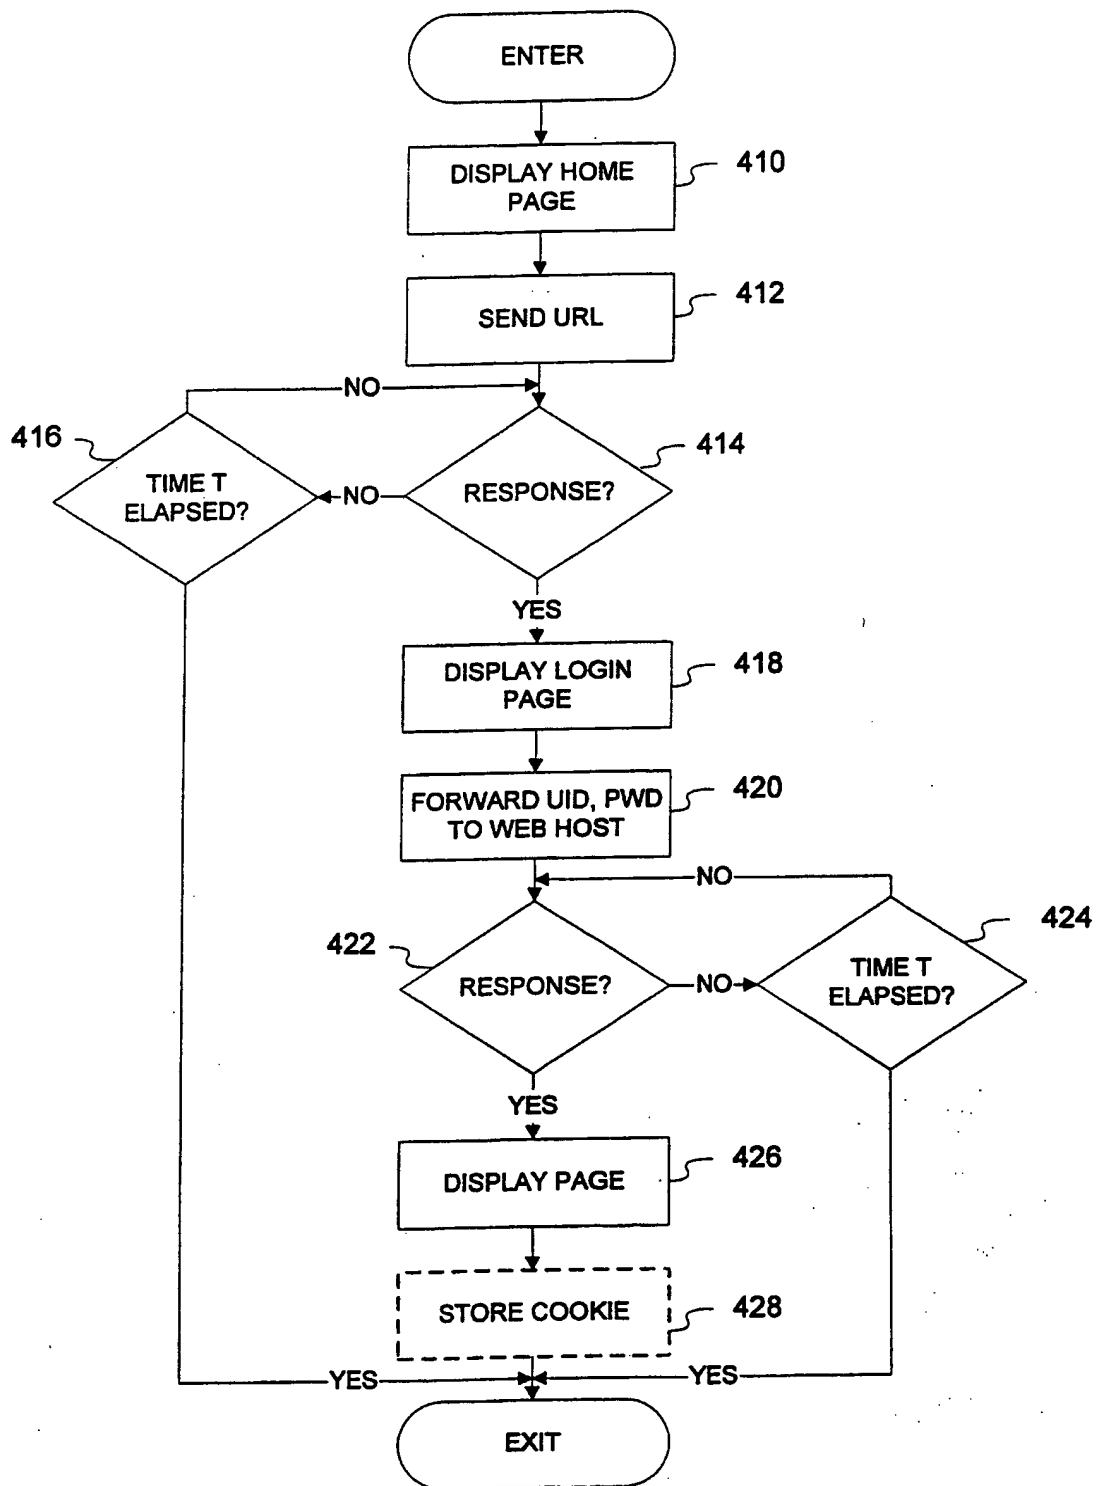 ENTER
DISPLAY HOME
PAGE
410
SEND URL
412
NO
416
TIME T
ELAPSED?
NO
RESPONSE?
414
YES
DISPLAY LOGIN
PAGE
418
FORWARD UID, PWD
TO WEB HOST
420
NO
422
RESPONSE?
NO
TIME T
ELAPSED?
424
YES
DISPLAY PAGE
426
STORE COOKIE
428
YES
YES
EXIT